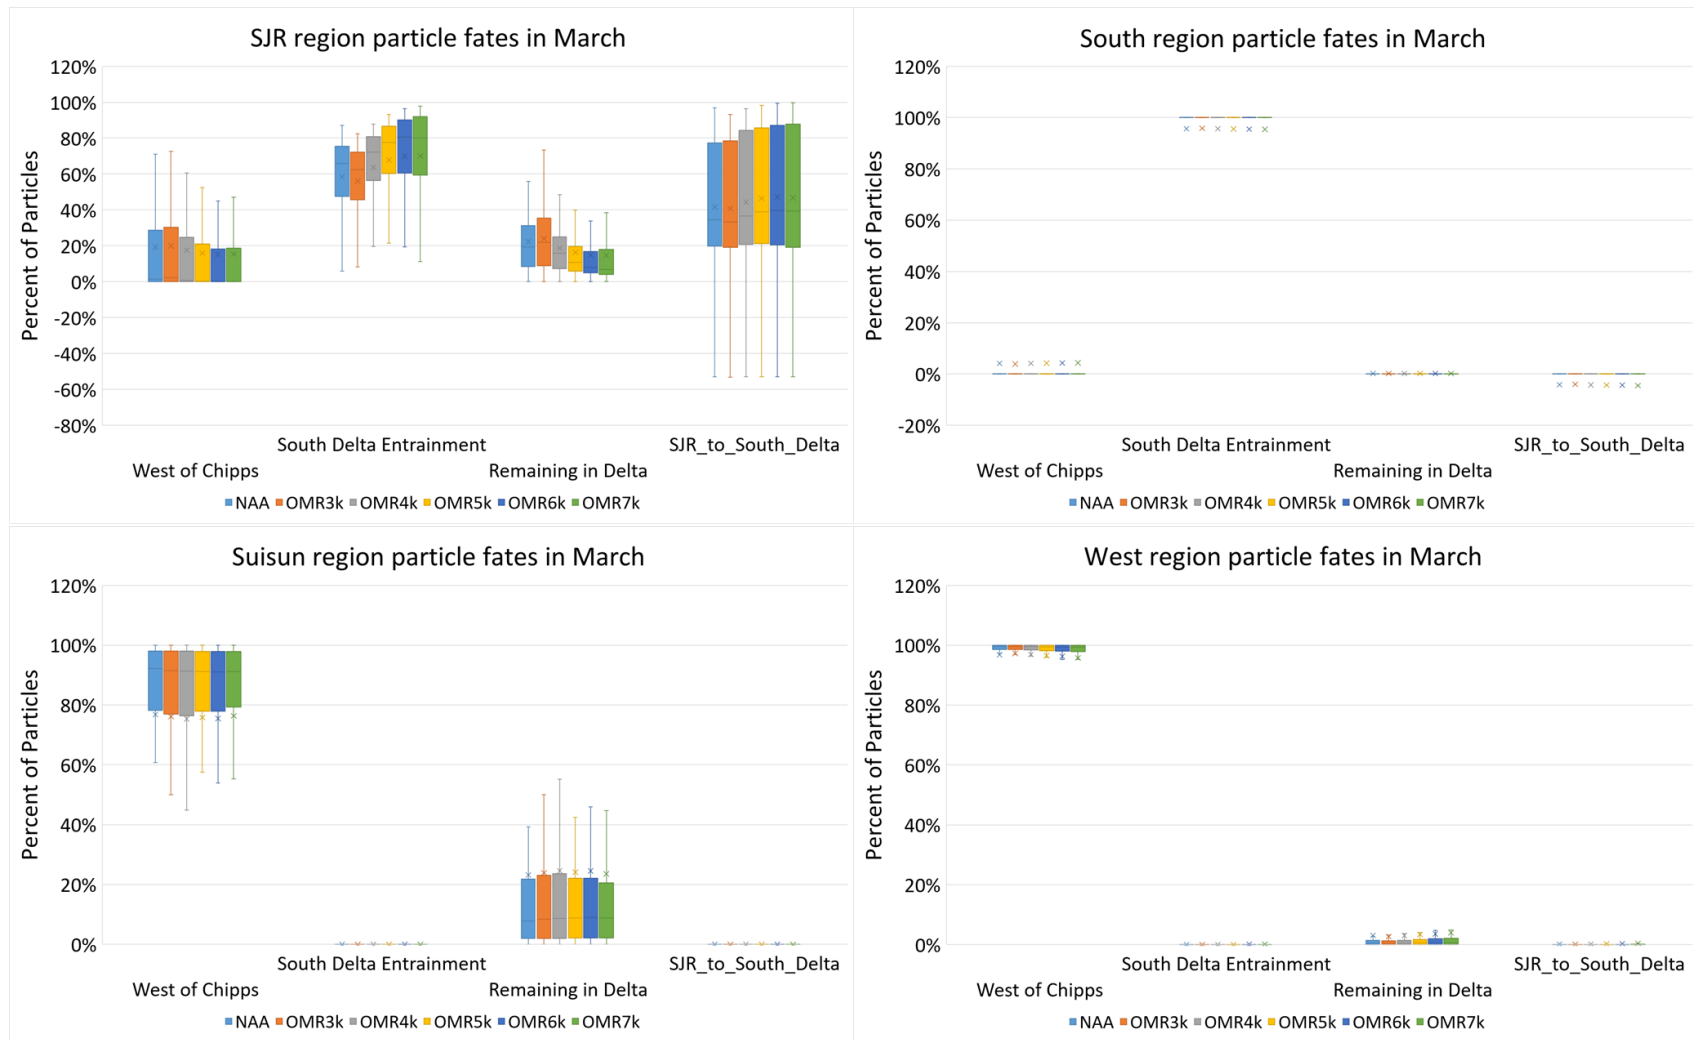 SJR region particle fates in March
120%
100%
80%
60%
40%
20%
0%
-20%
-40%
-60%
-80%
Percent of Particles
South Delta Entrainment
SJR_to_South_Delta
West of Chipps
Remaining in Delta
NAA OMR3k OMR4k OMR5k OMR6k OMR7k
South region particle fates in March
120%
100%
80%
60%
40%
20%
0%
-20%
Percent of Particles
South Delta Entrainment
SJR_to_South_Delta
West of Chipps
Remaining in Delta
NAA OMR3k OMR4k OMR5k OMR6k OMR7k
Suisun region particle fates in March
120%
100%
80%
60%
40%
20%
0%
Percent of Particles
South Delta Entrainment
SJR_to_South_Delta
West of Chipps
Remaining in Delta
NAA OMR3k OMR4k OMR5k OMR6k OMR7k
West region particle fates in March
120%
100%
80%
60%
40%
20%
0%
Percent of Particles
South Delta Entrainment
SJR_to_South_Delta
West of Chipps
Remaining in Delta
NAA OMR3k OMR4k OMR5k OMR6k OMR7k